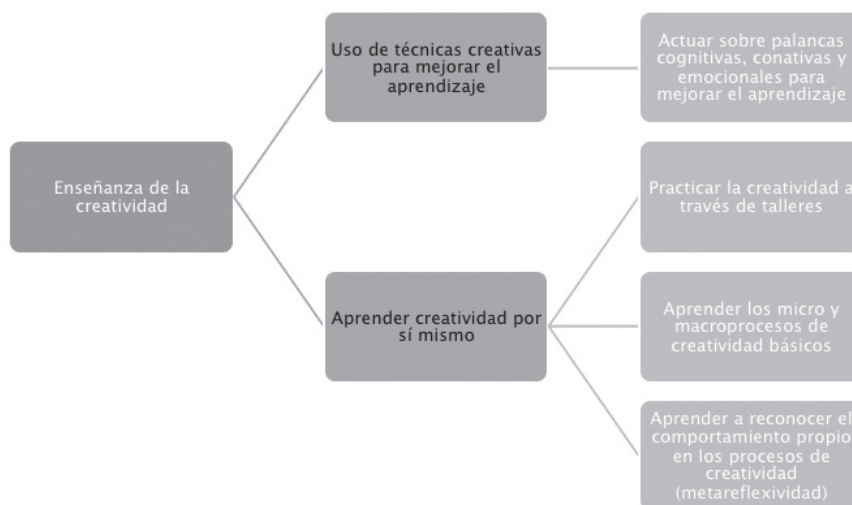 Uso de técnicas creativas
para mejorar el
aprendizaje
Actuar sobre palancas
cognitivas, conativas y
emocionales para
mejorar el aprendizaje
Enseñanza de la
creatividad
Practicar la creatividad a
través de talleres
Aprender creatividad por
sí mismo
Aprender los micro y
macroprocesos de
creatividad básicos
Aprender a reconocer el
comportamiento propio
en los procesos de
creatividad
(metareflexividad)